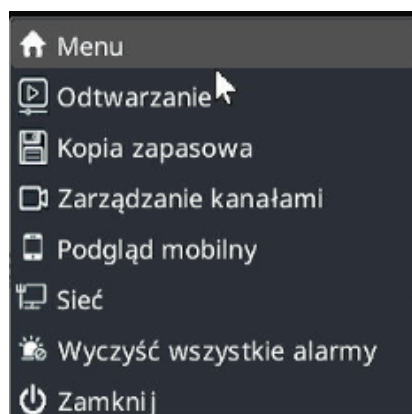 Menu
Odtwarzanie
Kopia zapasowa
Zarządzanie kanałami
Podgląd mobilny
Sieć
Wyczyść wszystkie alarmy
Zamknij